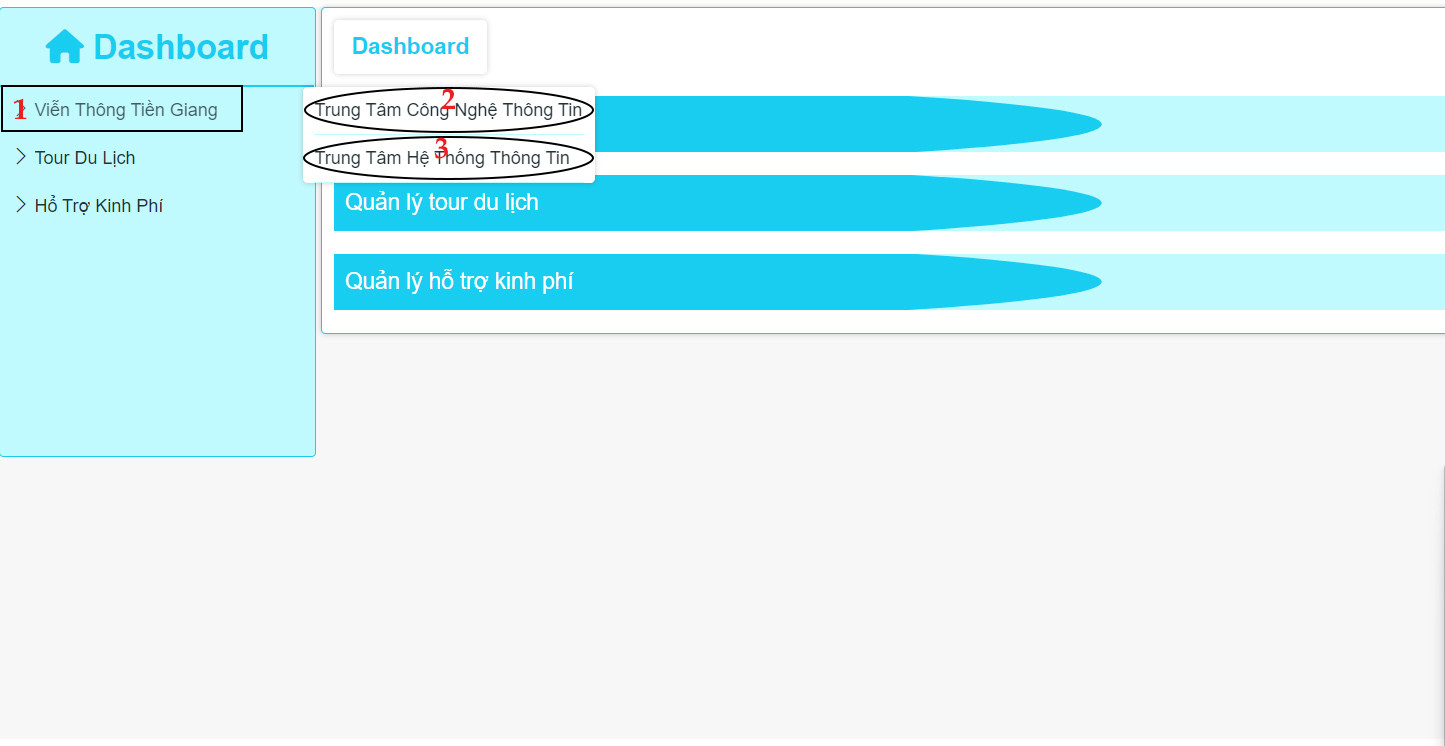 Dashboard
Dashboard
1 Viễn Thông Tiền Giang
2
Trung Tâm Công Nghệ Thông Tin
Tour Du Lịch
3
Trung Tâm Hệ Thống Thông Tin
Hổ Trợ Kinh Phí
Quản lý tour du lịch
Quản lý hỗ trợ kinh phí